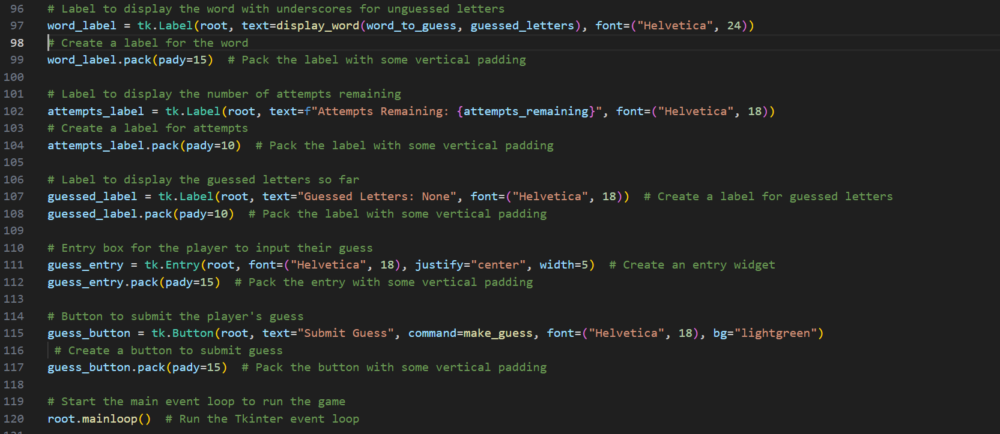 96 # Label to display the word with underscores for unguessed letters
97 word_label = tk.Label(root, text=display_word(word_to_guess, guessed_letters), font=("Helvetica", 24))
98 # Create a label for the word
99 word_label.pack(pady=15)  # Pack the label with some vertical padding
100
101 # Label to display the number of attempts remaining
102 attempts_label = tk.Label(root, text=f"Attempts Remaining: {attempts_remaining}", font=("Helvetica", 18))
103 # Create a label for attempts
104 attempts_label.pack(pady=10)  # Pack the label with some vertical padding
105
106 # Label to display the guessed letters so far
107 guessed_label = tk.Label(root, text="Guessed Letters: None", font=("Helvetica", 18))  # Create a label for guessed letters
108 guessed_label.pack(pady=10)  # Pack the label with some vertical padding
109
110 # Entry box for the player to input their guess
111 guess_entry = tk.Entry(root, font=("Helvetica", 18), justify="center", width=5)  # Create an entry widget
112 guess_entry.pack(pady=15)  # Pack the entry with some vertical padding
113
114 # Button to submit the player's guess
115 guess_button = tk.Button(root, text="Submit Guess", command=make_guess, font=("Helvetica", 18), bg="lightgreen")
116  # Create a button to submit guess
117 guess_button.pack(pady=15)  # Pack the button with some vertical padding
118
119 # Start the main event loop to run the game
120 root.mainloop()  # Run the Tkinter event loop